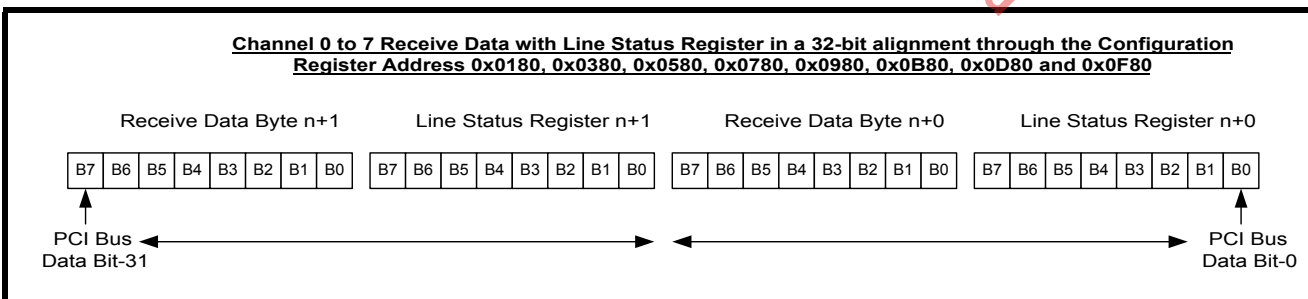 Channel 0 to 7 Receive Data with Line Status Register in a 32-bit alignment through the Configuration
Register Address 0x0180, 0x0380, 0x0580, 0x0780, 0x0980, 0x0B80, 0x0D80 and 0x0F80
Receive Data Byte n+1 Line Status Register n+1 Receive Data Byte n+0 Line Status Register n+0
B7 B6 B5 B4 B3 B2 B1 B0 B7 B6 B5 B4 B3 B2 B1 B0 B7 B6 B5 B4 B3 B2 B1 B0 B7 B6 B5 B4 B3 B2 B1 B0
PCI Bus PCI Bus
Data Bit-31 Data Bit-0